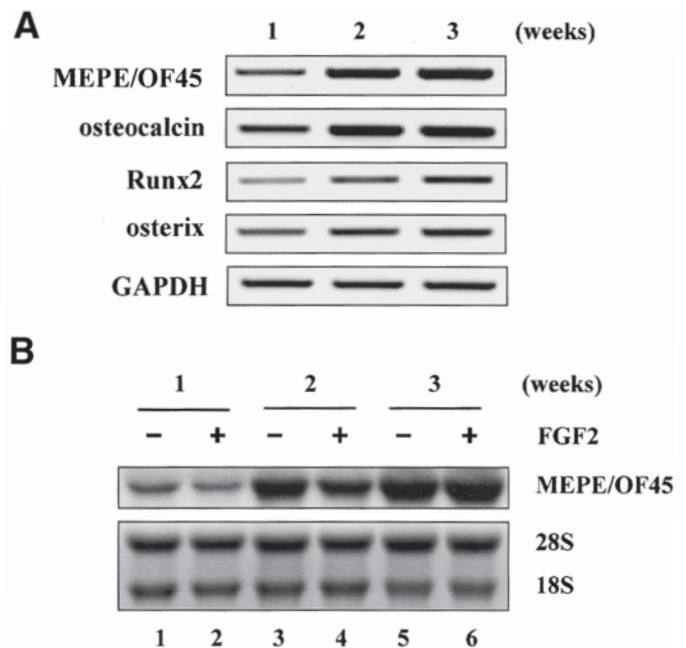 A
1 2 3 (weeks)
MEPE/OF45
osteocalcin
Runx2
osterix
GAPDH
B
1 2 3 (weeks)
− + − + − + FGF2
MEPE/OF45
28S
18S
1 2 3 4 5 6